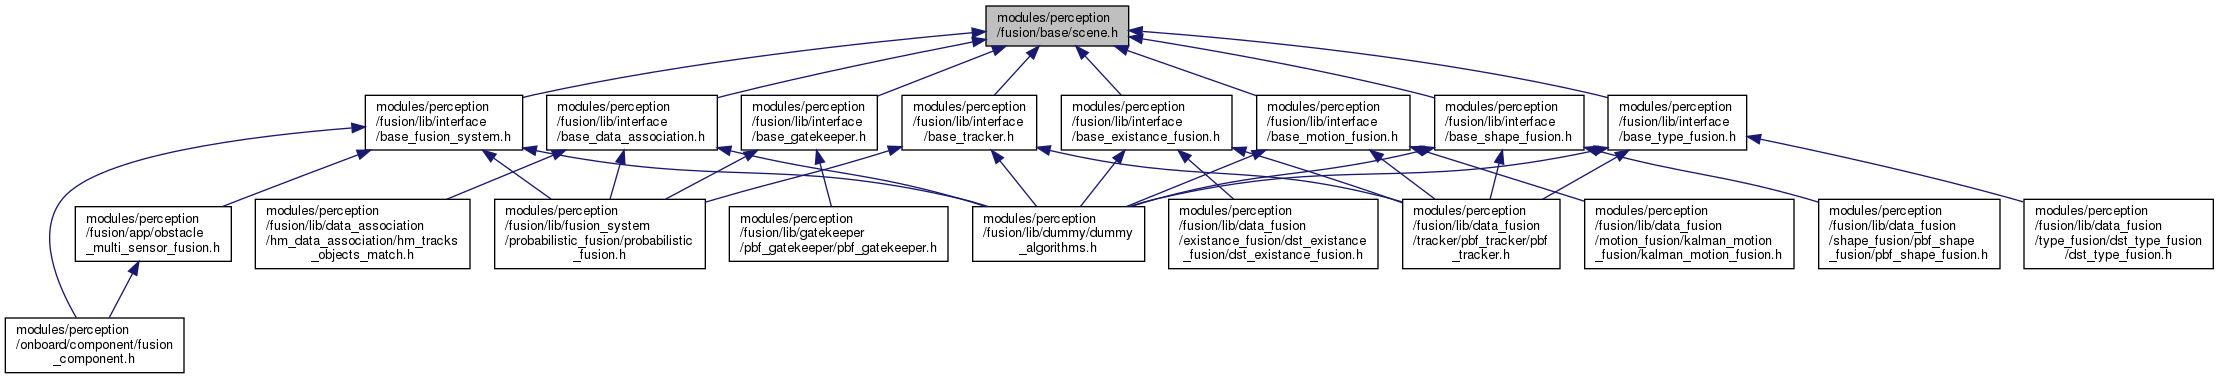 modules/perception
/fusion/base/scene.h
modules/perception
/fusion/lib/interface
/base_fusion_system.h
modules/perception
/fusion/lib/interface
/base_data_association.h
modules/perception
/fusion/lib/interface
/base_gatekeeper.h
modules/perception
/fusion/lib/interface
/base_tracker.h
modules/perception
/fusion/lib/interface
/base_existance_fusion.h
modules/perception
/fusion/lib/interface
/base_motion_fusion.h
modules/perception
/fusion/lib/interface
/base_shape_fusion.h
modules/perception
/fusion/lib/interface
/base_type_fusion.h
modules/perception
/fusion/app/obstacle
_multi_sensor_fusion.h
modules/perception
/fusion/lib/data_association
/hm_data_association/hm_tracks
_objects_match.h
modules/perception
/fusion/lib/fusion_system
/probabilistic_fusion/probabilistic
_fusion.h
modules/perception
/fusion/lib/gatekeeper
/pbf_gatekeeper/pbf_gatekeeper.h
modules/perception
/fusion/lib/dummy/dummy
_algorithms.h
modules/perception
/fusion/lib/data_fusion
/existance_fusion/dst_existance
_fusion/dst_existance_fusion.h
modules/perception
/fusion/lib/data_fusion
/tracker/pbf_tracker/pbf
_tracker.h
modules/perception
/fusion/lib/data_fusion
/motion_fusion/kalman_motion
_fusion/kalman_motion_fusion.h
modules/perception
/fusion/lib/data_fusion
/shape_fusion/pbf_shape
_fusion/pbf_shape_fusion.h
modules/perception
/fusion/lib/data_fusion
/type_fusion/dst_type_fusion
/dst_type_fusion.h
modules/perception
/onboard/component/fusion
_component.h